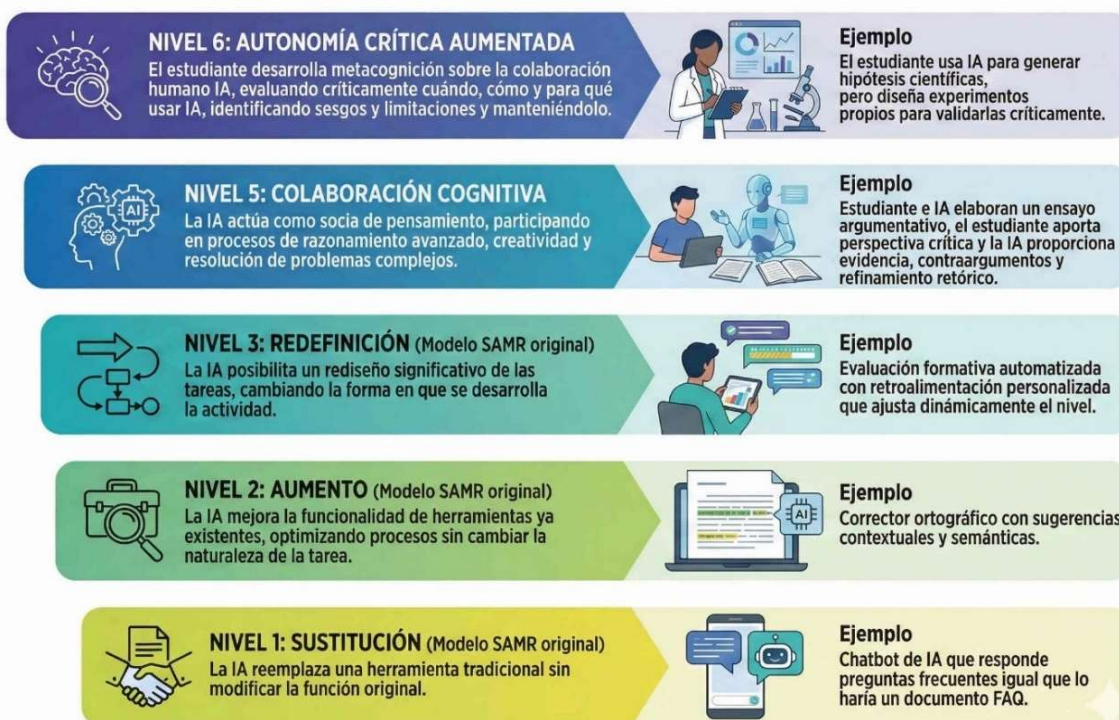 NIVEL 6: AUTONOMÍA CRÍTICA AUMENTADA
El estudiante desarrolla metacognición sobre la colaboración
humano IA, evaluando críticamente cuándo, cómo y para qué
usar IA, identificando sesgos y limitaciones y manteniéndolo.
Ejemplo
El estudiante usa IA para generar
hipótesis científicas,
pero diseña experimentos
propios para validarlas críticamente.
AI
NIVEL 5: COLABORACIÓN COGNITIVA
La IA actúa como socia de pensamiento, participando
en procesos de razonamiento avanzado, creatividad y
resolución de problemas complejos.
Ejemplo
Estudiante e IA elaboran un ensayo
argumentativo, el estudiante aporta
perspectiva crítica y la IA proporciona
evidencia, contraargumentos y
refinamiento retórico.
NIVEL 3: REDEFINICIÓN (Modelo SAMR original)
La IA posibilita un rediseño significativo de las
tareas, cambiando la forma en que se desarrolla
la actividad.
Ejemplo
Evaluación formativa automatizada
con retroalimentación personalizada
que ajusta dinámicamente el nivel.
NIVEL 2: AUMENTO (Modelo SAMR original)
La IA mejora la funcionalidad de herramientas ya
existentes, optimizando procesos sin cambiar la
naturaleza de la tarea.
AI
Ejemplo
Corrector ortográfico con sugerencias
contextuales y semánticas.
NIVEL 1: SUSTITUCIÓN (Modelo SAMR original)
La IA reemplaza una herramienta tradicional sin
modificar la función original.
Ejemplo
Chatbot de IA que responde
preguntas frecuentes igual que lo
haría un documento FAQ.